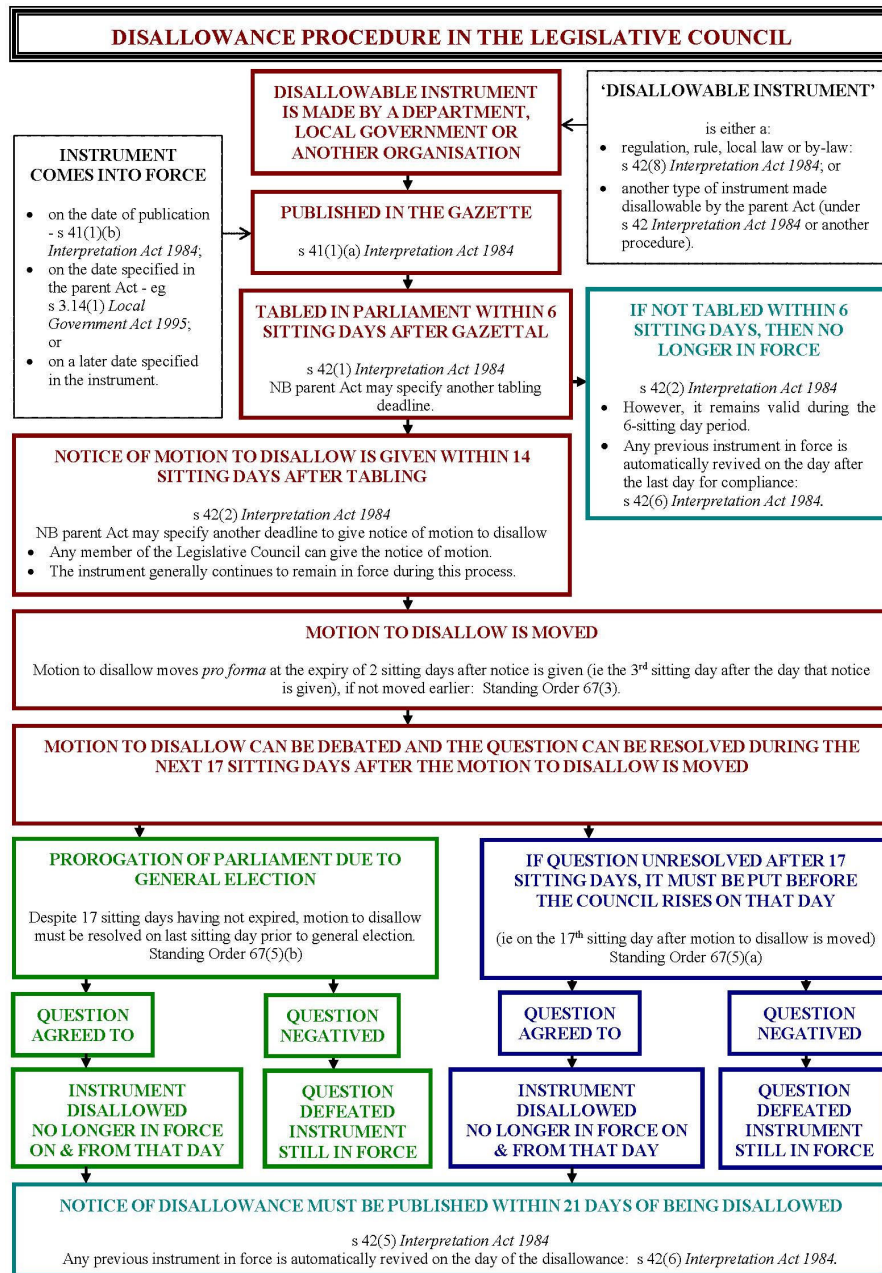 DISALLOWANCE PROCEDURE IN THE LEGISLATIVE COUNCIL
DISALLOWABLE INSTRUMENT
IS MADE BY A DEPARTMENT,
LOCAL GOVERNMENT OR
ANOTHER ORGANISATION
‘DISALLOWABLE INSTRUMENT’
is either a:
• regulation, rule, local law or by-law:
s 42(8) Interpretation Act 1984; or
• another type of instrument made
disallowable by the parent Act (under
s 42 Interpretation Act 1984 or another
procedure).
INSTRUMENT
COMES INTO FORCE
• on the date of publication
- s 41(1)(b)
Interpretation Act 1984;
• on the date specified in
the parent Act - eg
s 3.14(1) Local
Government Act 1995;
or
• on a later date specified
in the instrument.
PUBLISHED IN THE GAZETTE
s 41(1)(a) Interpretation Act 1984
TABLED IN PARLIAMENT WITHIN 6
SITTING DAYS AFTER GAZETTAL
s 42(1) Interpretation Act 1984
NB parent Act may specify another tabling
deadline.
IF NOT TABLED WITHIN 6
SITTING DAYS, THEN NO
LONGER IN FORCE
s 42(2) Interpretation Act 1984
• However, it remains valid during the
6-sitting day period.
• Any previous instrument in force is
automatically revived on the day after
the last day for compliance:
s 42(6) Interpretation Act 1984.
NOTICE OF MOTION TO DISALLOW IS GIVEN WITHIN 14
SITTING DAYS AFTER TABLING
s 42(2) Interpretation Act 1984
NB parent Act may specify another deadline to give notice of motion to disallow
• Any member of the Legislative Council can give the notice of motion.
• The instrument generally continues to remain in force during this process.
MOTION TO DISALLOW IS MOVED
Motion to disallow moves pro forma at the expiry of 2 sitting days after notice is given (ie the 3rd sitting day after the day that notice
is given), if not moved earlier: Standing Order 67(3).
MOTION TO DISALLOW CAN BE DEBATED AND THE QUESTION CAN BE RESOLVED DURING THE
NEXT 17 SITTING DAYS AFTER THE MOTION TO DISALLOW IS MOVED
PROROGATION OF PARLIAMENT DUE TO
GENERAL ELECTION
Despite 17 sitting days having not expired, motion to disallow
must be resolved on last sitting day prior to general election.
Standing Order 67(5)(b)
IF QUESTION UNRESOLVED AFTER 17
SITTING DAYS, IT MUST BE PUT BEFORE
THE COUNCIL RISES ON THAT DAY
(ie on the 17th sitting day after motion to disallow is moved)
Standing Order 67(5)(a)
QUESTION
AGREED TO
QUESTION
NEGATIVED
QUESTION
AGREED TO
QUESTION
NEGATIVED
INSTRUMENT
DISALLOWED
NO LONGER IN FORCE
ON & FROM THAT DAY
QUESTION
DEFEATED
INSTRUMENT
STILL IN FORCE
INSTRUMENT
DISALLOWED
NO LONGER IN FORCE ON
& FROM THAT DAY
QUESTION
DEFEATED
INSTRUMENT
STILL IN FORCE
NOTICE OF DISALLOWANCE MUST BE PUBLISHED WITHIN 21 DAYS OF BEING DISALLOWED
s 42(5) Interpretation Act 1984
Any previous instrument in force is automatically revived on the day of the disallowance: s 42(6) Interpretation Act 1984.